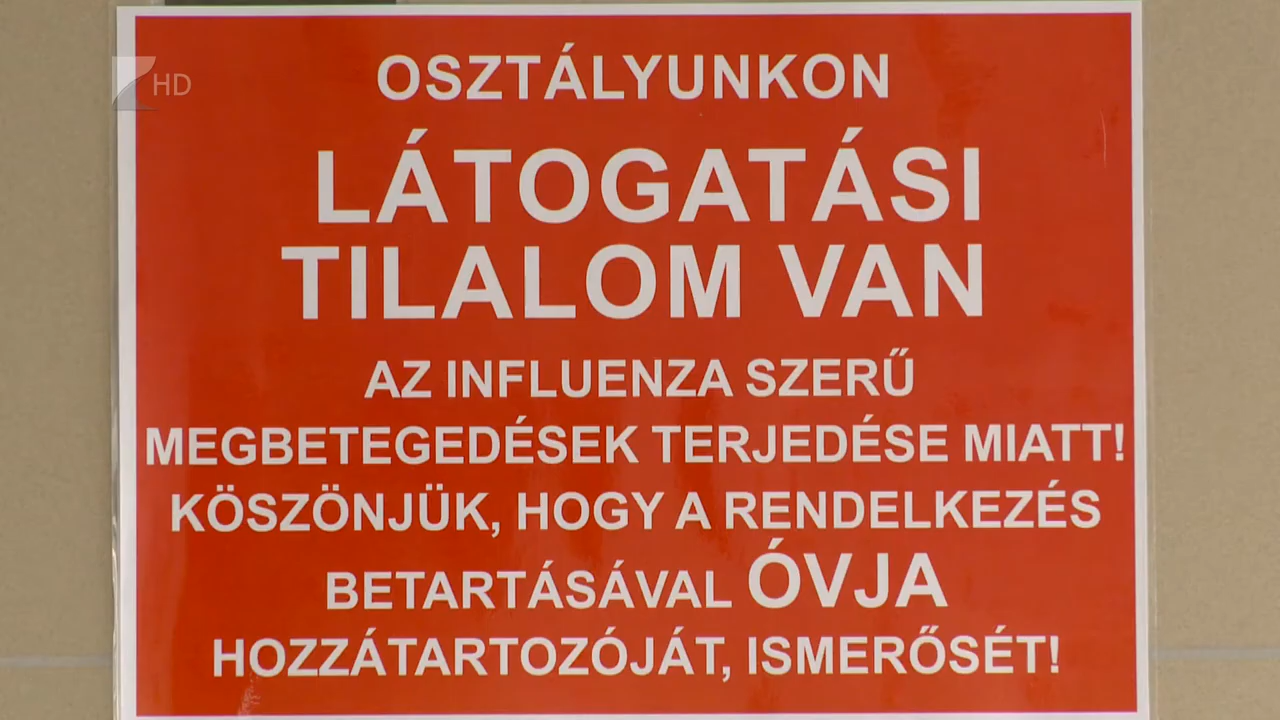 HD
OSZTÁLYUNKON
LÁTOGATÁSI
TILALOM VAN
AZ INFLUENZA SZERŰ
MEGBETEGEDÉSEK TERJEDÉSE MIATT!
KÖSZÖNJÜK, HOGY A RENDELKEZÉS
BETARTÁSÁVAL ÓVJA
HOZZÁTARTOZÓJÁT, ISMERŐSÉT!